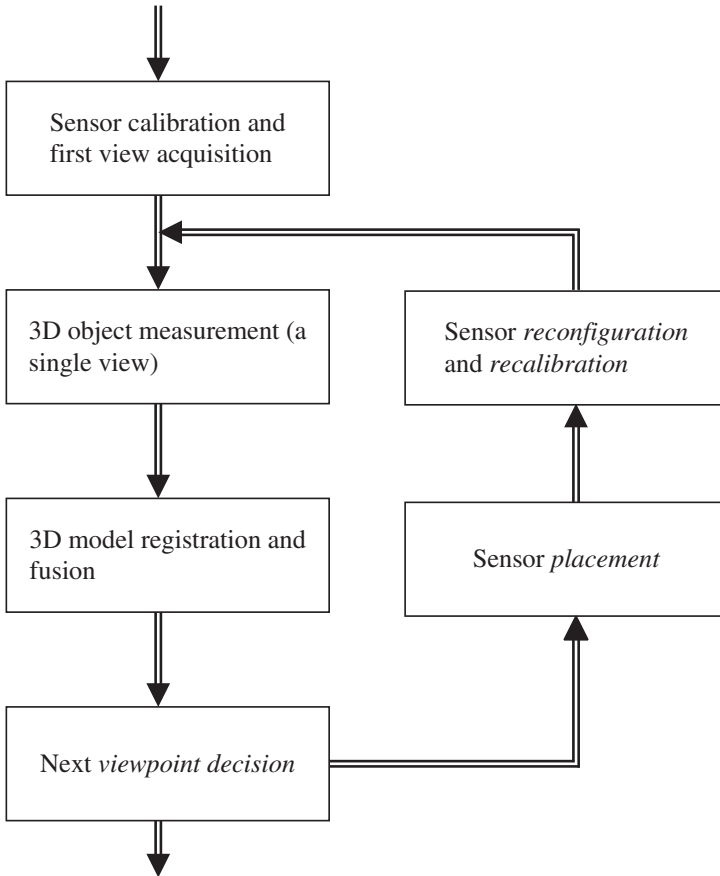 Sensor calibration and
first view acquisition
3D object measurement (a
single view)
3D model registration and
fusion
Next viewpoint decision
Sensor placement
Sensor reconfiguration
and recalibration